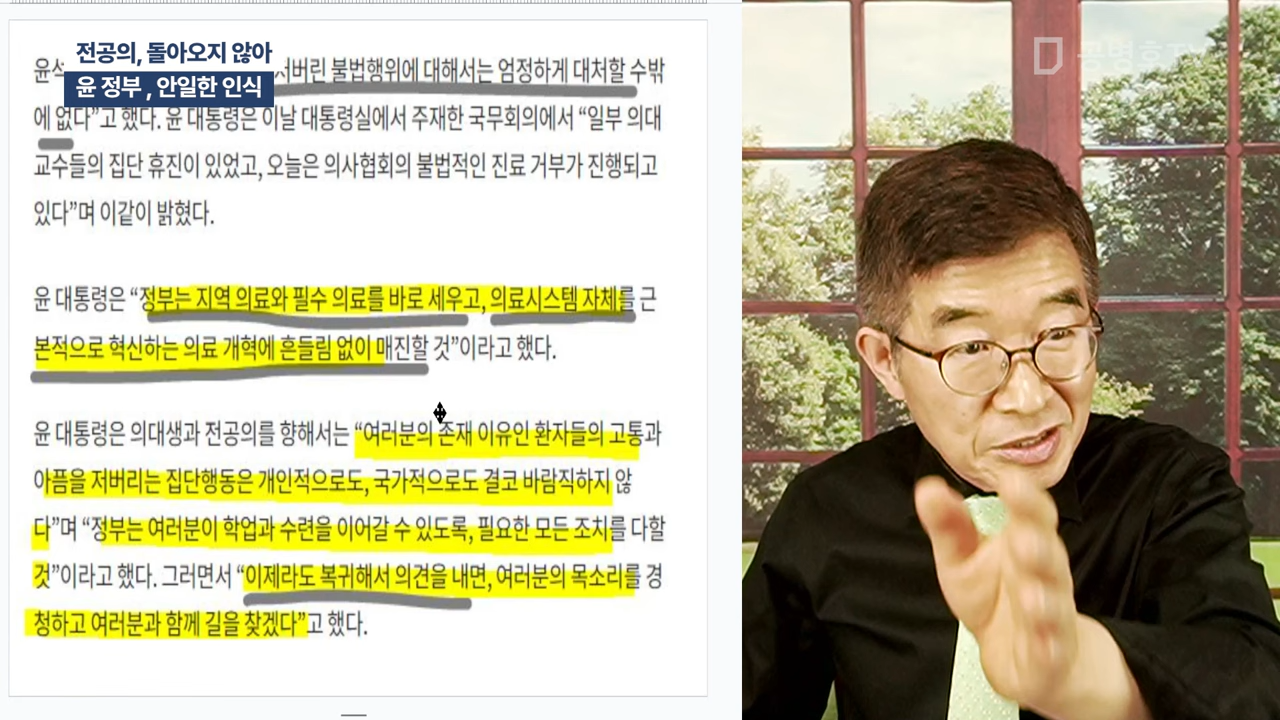 전공의, 돌아오지 않아
윤 정부 , 안일한 인식
저버린 불법행위에 대해서는 엄정하게 대처할 수밖
에 없다”고 했다. 윤 대통령은 이날 대통령실에서 주재한 국무회의에서 “일부 의대
교수들의 집단 휴진이 있었고, 오늘은 의사협회의 불법적인 진료 거부가 진행되고
있다”며 이같이 밝혔다.
윤 대통령은 “정부는 지역 의료와 필수 의료를 바로 세우고, 의료시스템 자체를 근
본적으로 혁신하는 의료 개혁에 흔들림 없이 매진할 것”이라고 했다.
윤 대통령은 의대생과 전공의를 향해서는 “여러분의 존재 이유인 환자들의 고통과
아픔을 저버리는 집단행동은 개인적으로도, 국가적으로도 결코 바람직하지 않
다”며 “정부는 여러분이 학업과 수련을 이어갈 수 있도록, 필요한 모든 조치를 다할
것”이라고 했다. 그러면서 “이제라도 복귀해서 의견을 내면, 여러분의 목소리를 경
청하고 여러분과 함께 길을 찾겠다”고 했다.